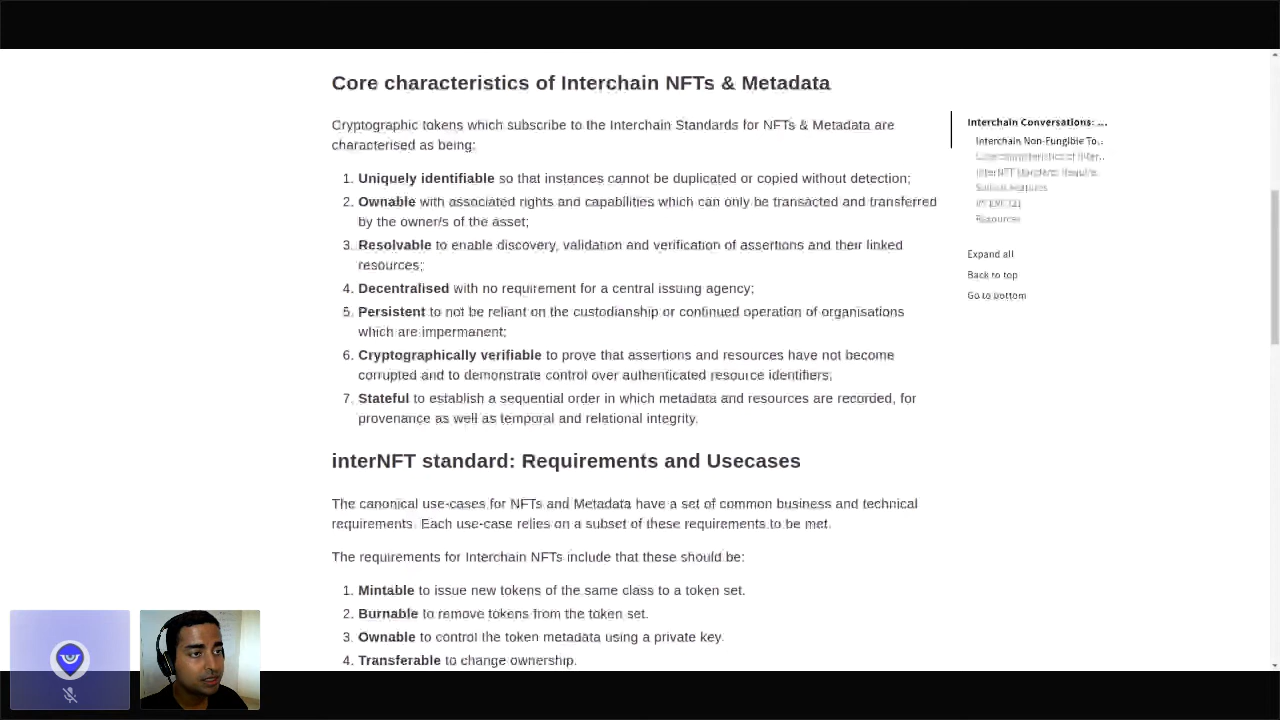 Core characteristics of Interchain NFTs & Metadata
Cryptographic tokens which subscribe to the Interchain Standards for NFTs & Metadata are
characterised as being:
1. Uniquely identifiable so that instances cannot be duplicated or copied without detection;
2. Ownable with associated rights and capabilities which can only be transacted and transferred
by the owner/s of the asset;
3. Resolvable to enable discovery, validation and verification of assertions and their linked
resources;
4. Decentralised with no requirement for a central issuing agency;
5. Persistent to not be reliant on the custodianship or continued operation of organisations
which are impermanent;
6. Cryptographically verifiable to prove that assertions and resources have not become
corrupted and to demonstrate control over authenticated resource identifiers;
7. Stateful to establish a sequential order in which metadata and resources are recorded, for
provenance as well as temporal and relational integrity.
interNFT standard: Requirements and Usecases
The canonical use-cases for NFTs and Metadata have a set of common business and technical
requirements. Each use-case relies on a subset of these requirements to be met.
The requirements for Interchain NFTs include that these should be:
1. Mintable to issue new tokens of the same class to a token set.
2. Burnable to remove tokens from the token set.
3. Ownable to control the token metadata using a private key.
4. Transferable to change ownership.
Interchain Conversations: ...
Interchain Non-Fungible To...
Core characteristics of Inter...
interNFT standard: Require...
Resources
Expand all
Back to top
Go to bottom